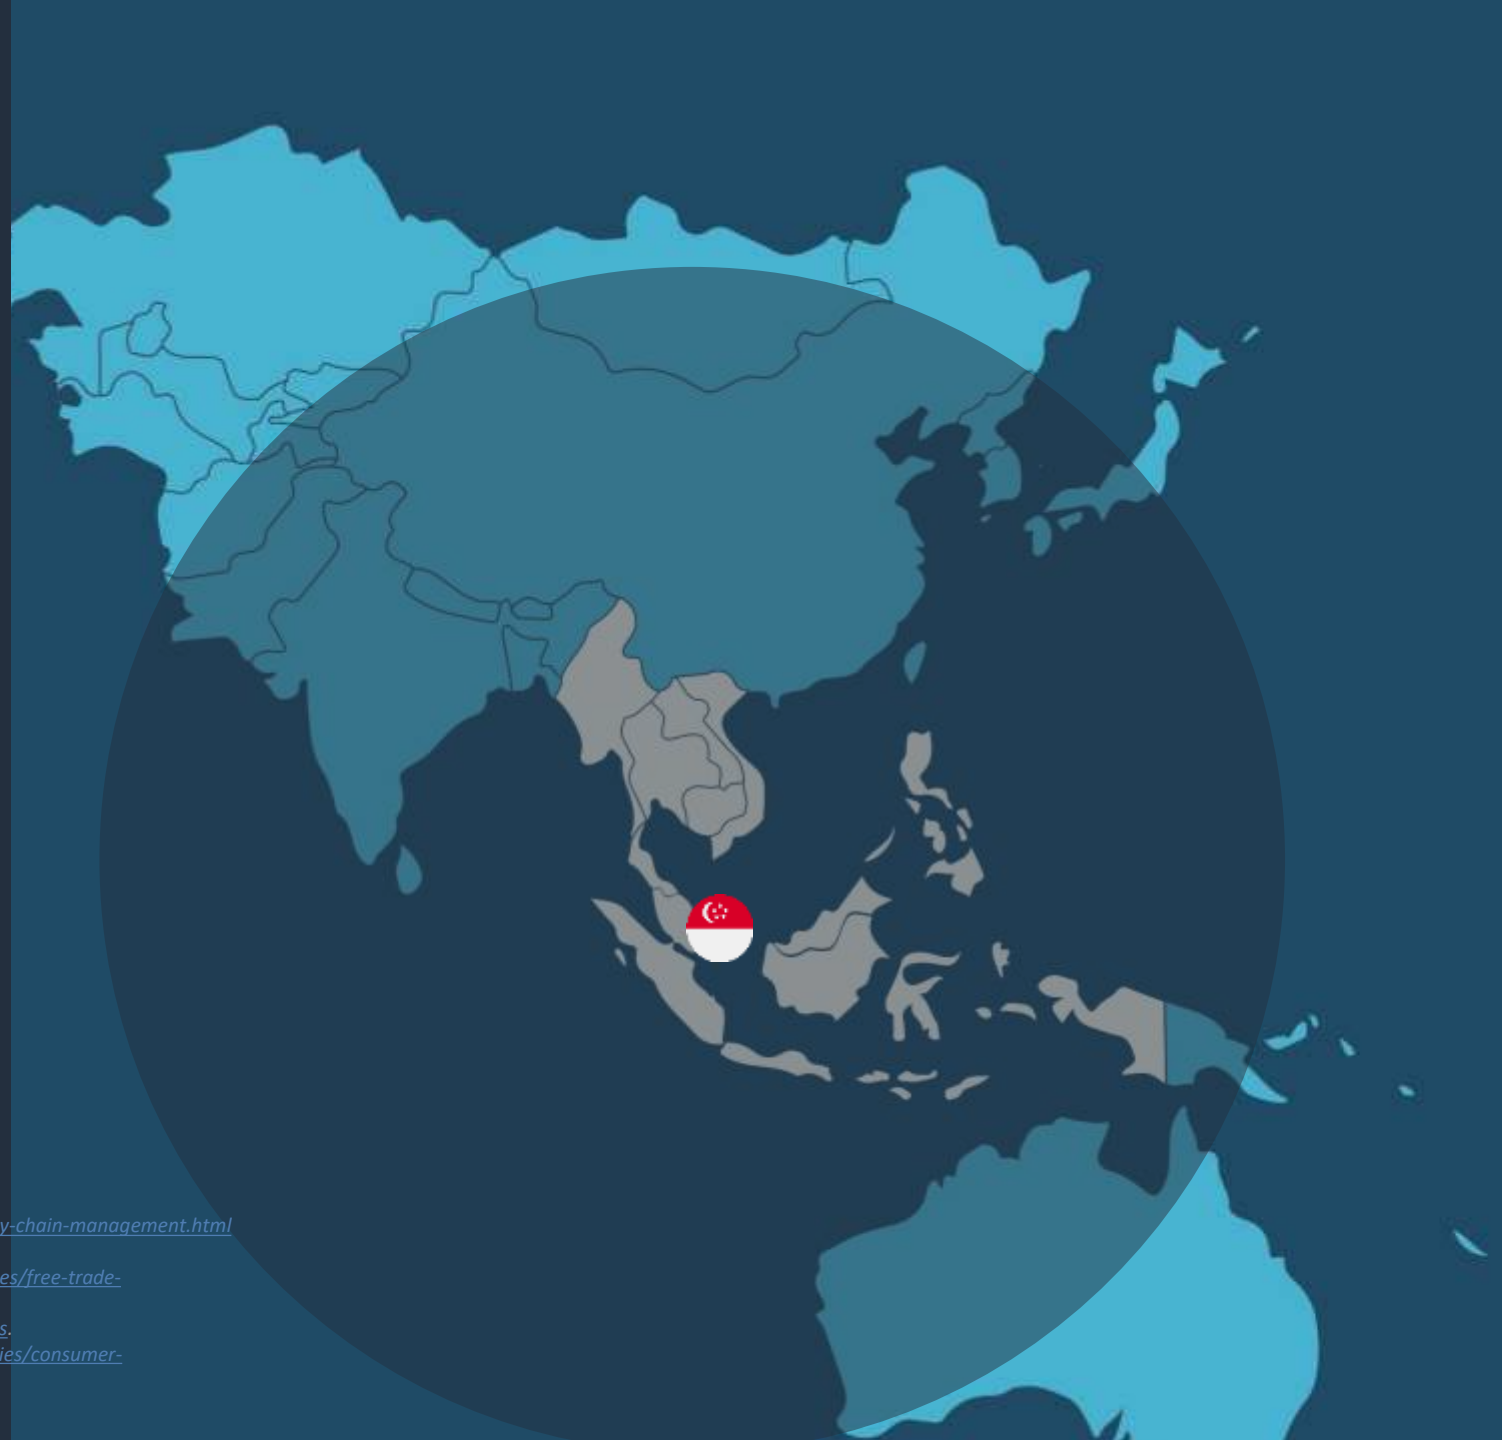 y-chain-management.html
es/free-trade-
s.
ies/consumer-